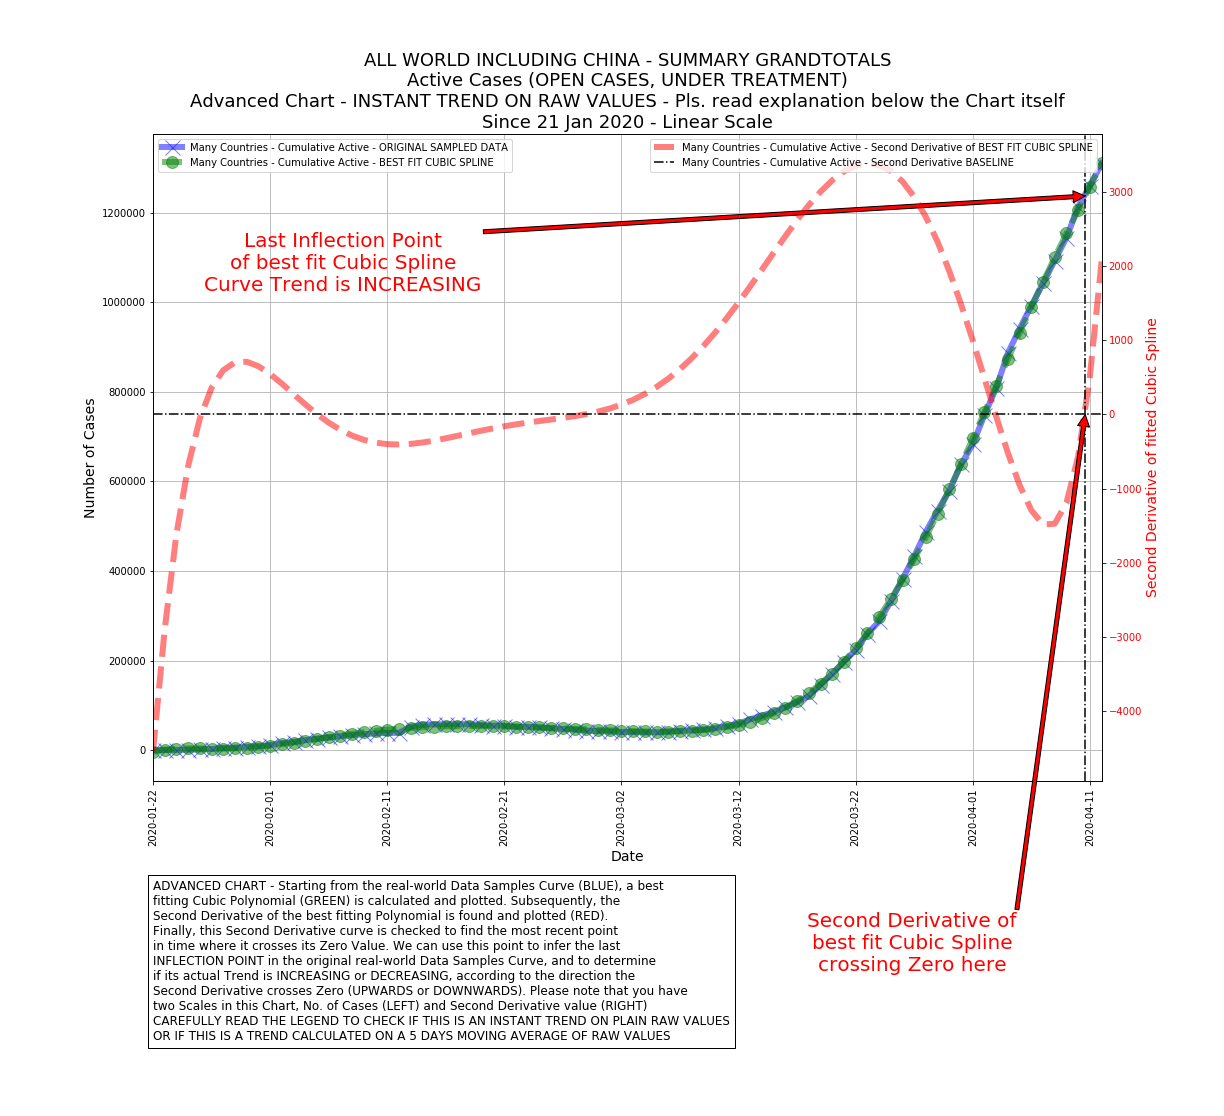 ALL WORLD INCLUDING CHINA - SUMMARY GRANDTOTALS
Active Cases (OPEN CASES, UNDER TREATMENT)
Advanced Chart - INSTANT TREND ON RAW VALUES - Pls. read explanation below the Chart itself
Since 21 Jan 2020 - Linear Scale
Many Countries - Cumulative Active - ORIGINAL SAMPLED DATA
Many Countries - Cumulative Active - BEST FIT CUBIC SPLINE
Many Countries - Cumulative Active - Second Derivative of BEST FIT CUBIC SPLINE
Many Countries - Cumulative Active - Second Derivative BASELINE
Last Inflection Point
of best fit Cubic Spline
Curve Trend is INCREASING
Number of Cases
1200000
1000000
800000
600000
400000
200000
0
3000
2000
1000
0
−1000
−2000
−3000
−4000
Second Derivative of fitted Cubic Spline
2020-01-22
2020-02-01
2020-02-11
2020-02-21
2020-03-02
2020-03-12
2020-03-22
2020-04-01
2020-04-11
Date
ADVANCED CHART - Starting from the real-world Data Samples Curve (BLUE), a best
fitting Cubic Polynomial (GREEN) is calculated and plotted. Subsequently, the
Second Derivative of the best fitting Polynomial is found and plotted (RED).
Finally, this Second Derivative curve is checked to find the most recent point
in time where it crosses its Zero Value. We can use this point to infer the last
INFLECTION POINT in the original real-world Data Samples Curve, and to determine
if its actual Trend is INCREASING or DECREASING, according to the direction the
Second Derivative crosses Zero (UPWARDS or DOWNWARDS). Please note that you have
two Scales in this Chart, No. of Cases (LEFT) and Second Derivative value (RIGHT)
CAREFULLY READ THE LEGEND TO CHECK IF THIS IS AN INSTANT TREND ON PLAIN RAW VALUES
OR IF THIS IS A TREND CALCULATED ON A 5 DAYS MOVING AVERAGE OF RAW VALUES
Second Derivative of
best fit Cubic Spline
crossing Zero here